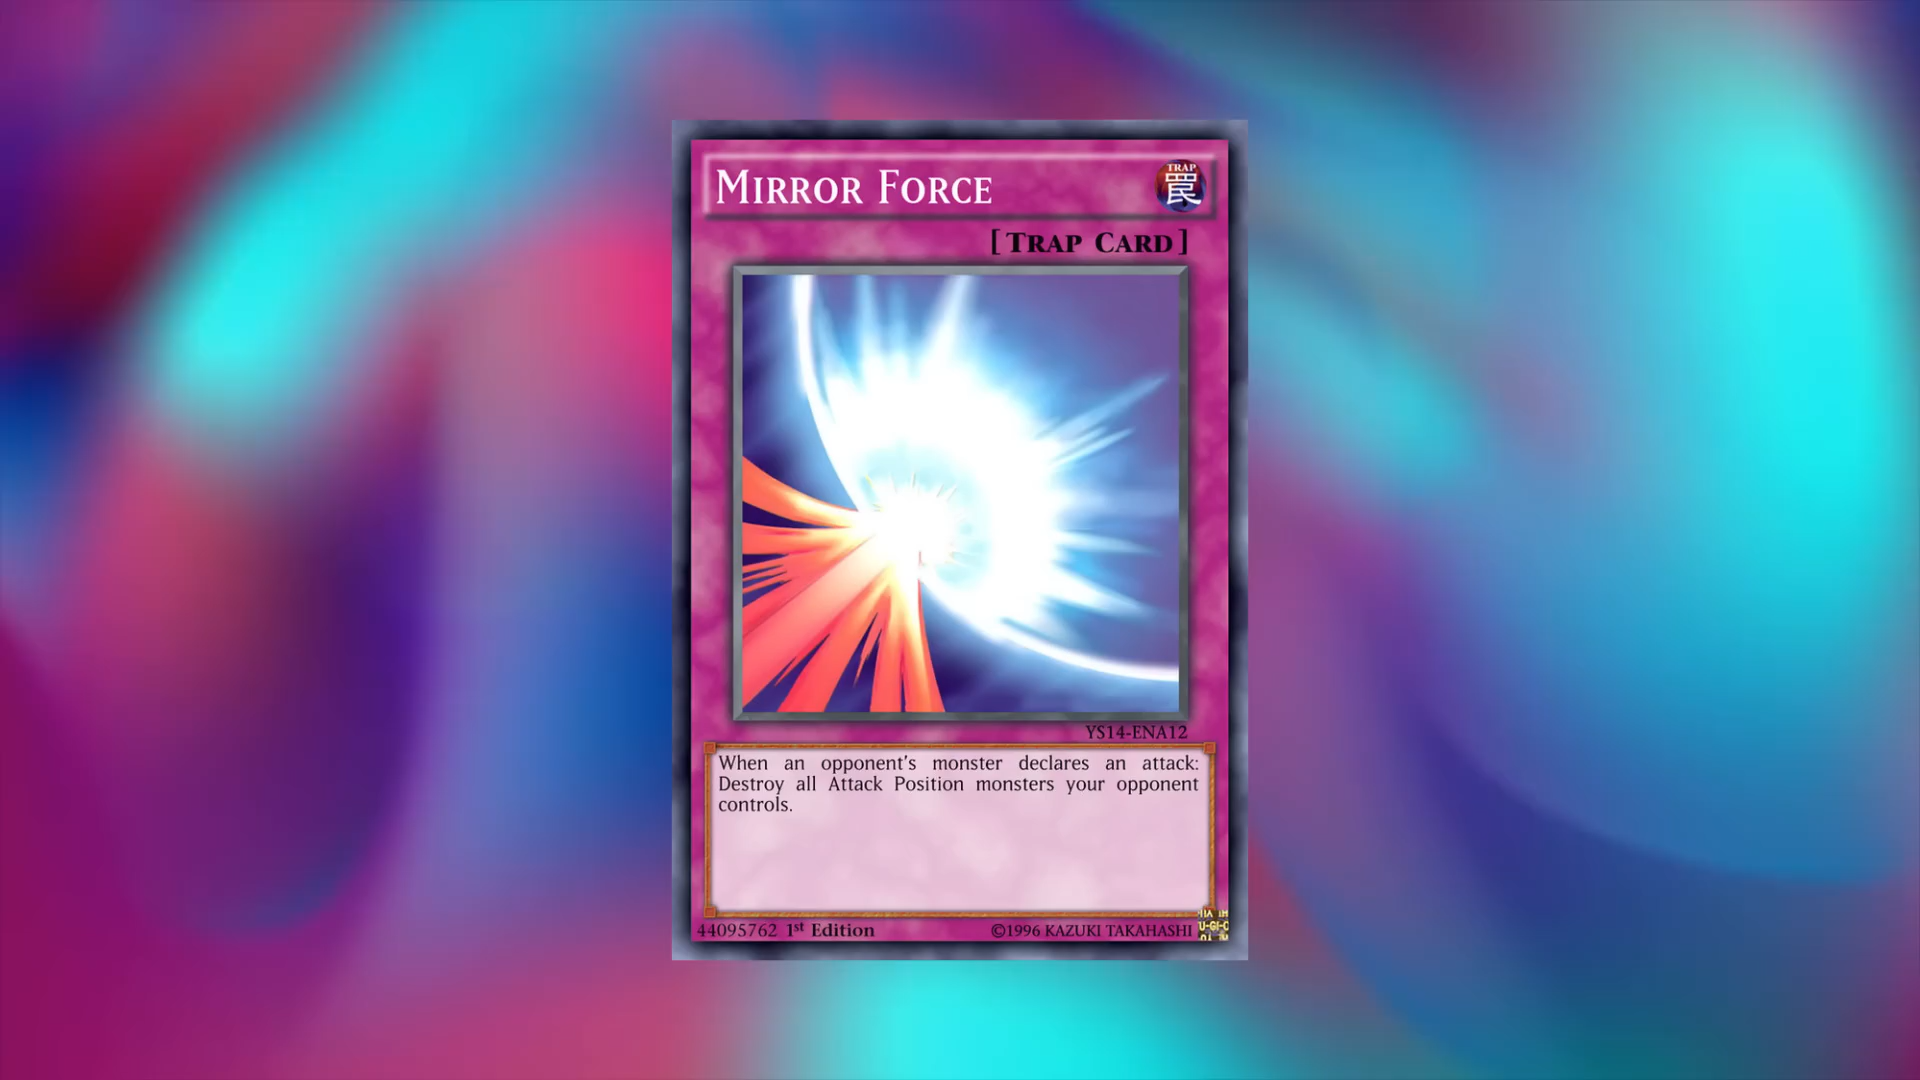 MIRROR FORCE
TRAP
罠
[TRAP CARD]
YS14-ENA12
When an opponent's monster declares an attack:
Destroy all Attack Position monsters your opponent
controls.
44095762 1st Edition
©1996 KAZUKI TAKAHASHI